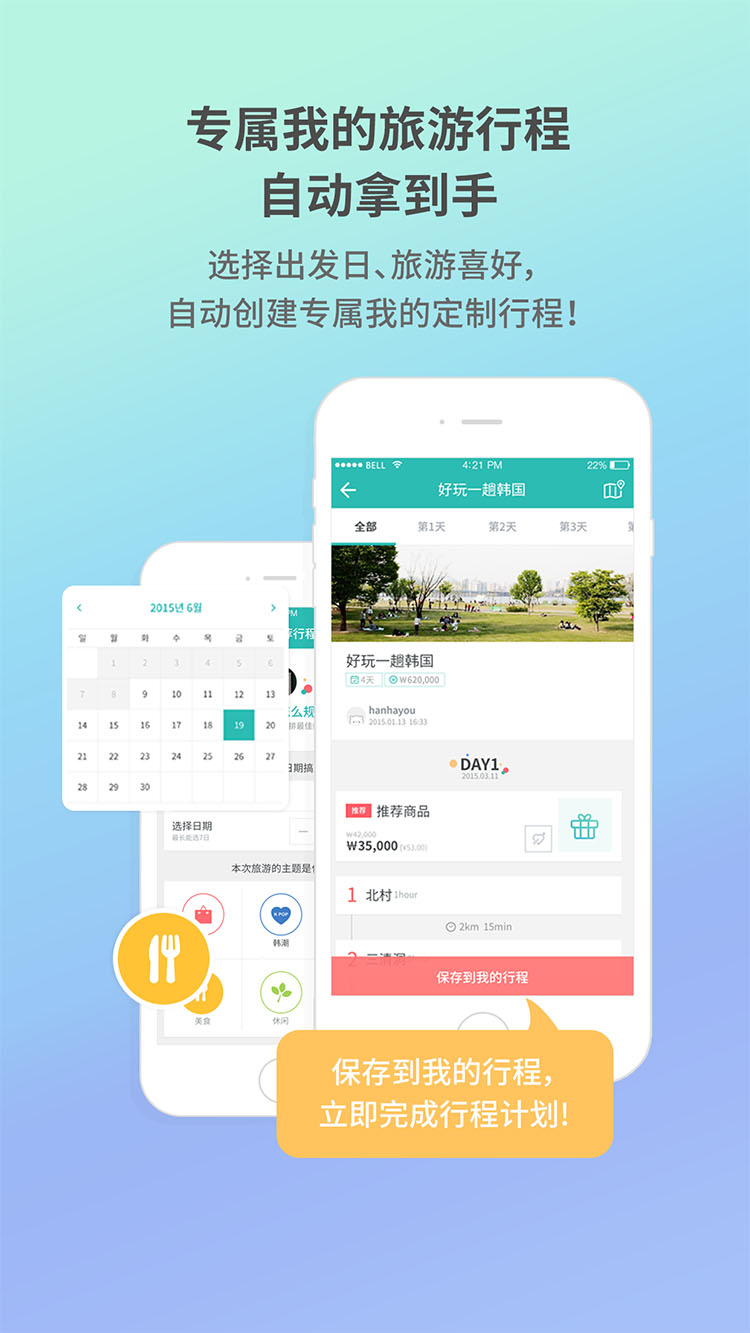 专属我的旅游行程
自动拿到手
选择出发日、旅游喜好,
自动创建专属我的定制行程!
BELL 4:21 PM 22%
好玩一趟韩国
全部 第1天 第2天 第3天
好玩一趟韩国
4天 ₩620,000
hanhayou
2015.01.13 16:33
DAY1
2015.03.11
推荐 推荐商品
₩42,000
₩35,000 (¥53.00)
1 北村 1hour
2km 15min
2 三清洞
保存到我的行程
PM
行程
2015년 6월
일 월 화 수 목 금 토
1 2 3 4 5 6
7 8 9 10 11 12 13
14 15 16 17 18 19 20
21 22 23 24 25 26 27
28 29 30
么规
排最佳
日期搞
选择日期
最长能选7日
本次旅游的主题是
K POP
韩潮
美食 休闲
保存到我的行程,
立即完成行程计划!